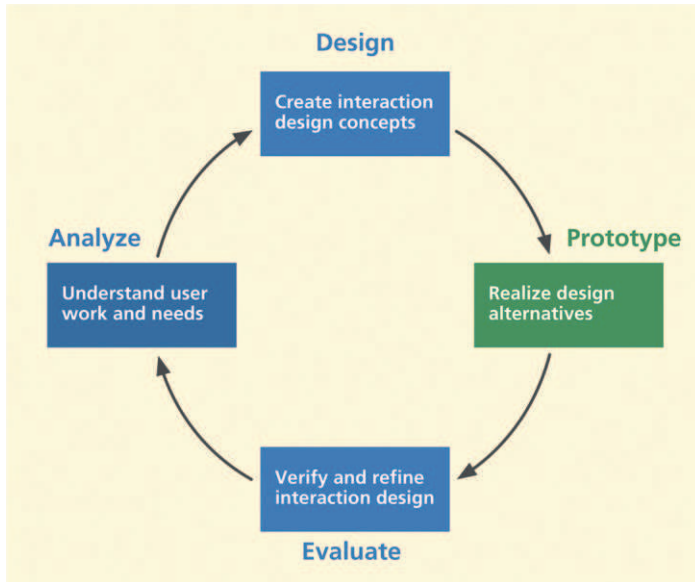 Design
Create interaction
design concepts
Analyze
Understand user
work and needs
Prototype
Realize design
alternatives
Verify and refine
interaction design
Evaluate